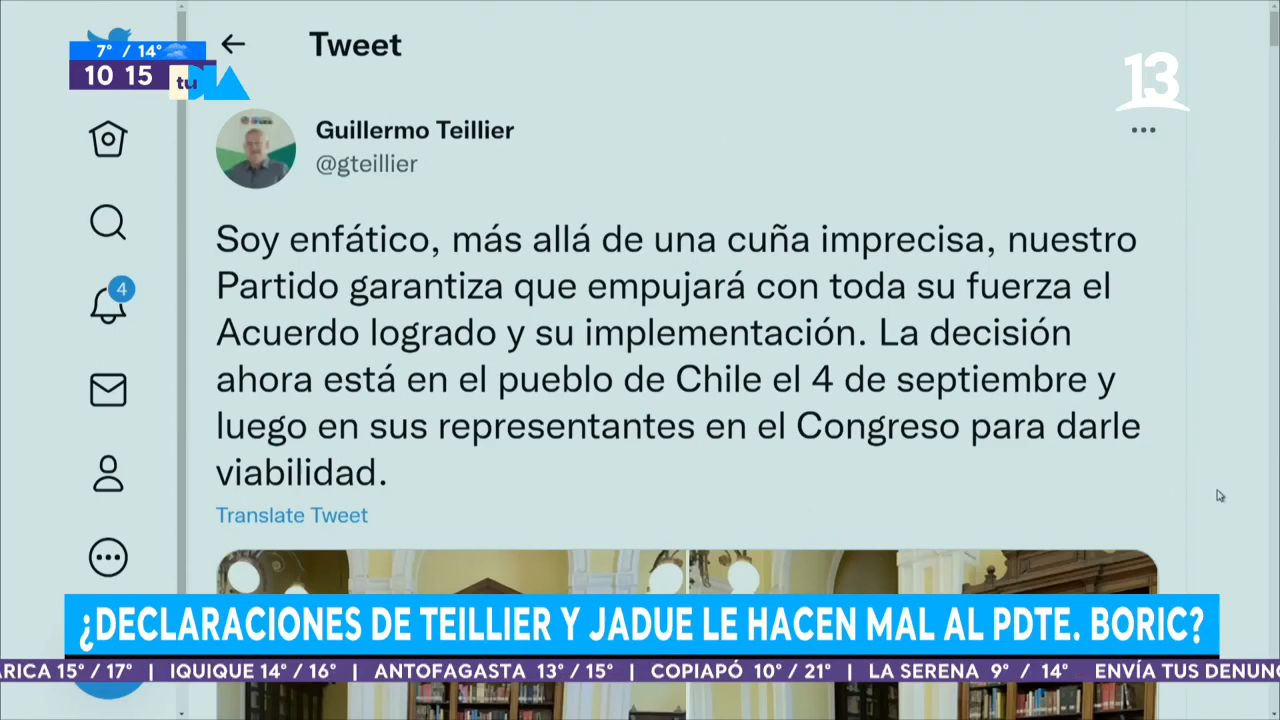 7° / 14°
10 15
tu DÍA
Tweet
13
Guillermo Teillier
@gteillier
4
Soy enfático, más allá de una cuña imprecisa, nuestro
Partido garantiza que empujará con toda su fuerza el
Acuerdo logrado y su implementación. La decisión
ahora está en el pueblo de Chile el 4 de septiembre y
luego en sus representantes en el Congreso para darle
viabilidad.
Translate Tweet
¿DECLARACIONES DE TEILLIER Y JADUE LE HACEN MAL AL PDTE. BORIC?
ARICA 15° / 17° | IQUIQUE 14° / 16° | ANTOFAGASTA 13° / 15° | COPIAPÓ 10° / 21° | LA SERENA 9° / 14° ENVÍA TUS DENUNC